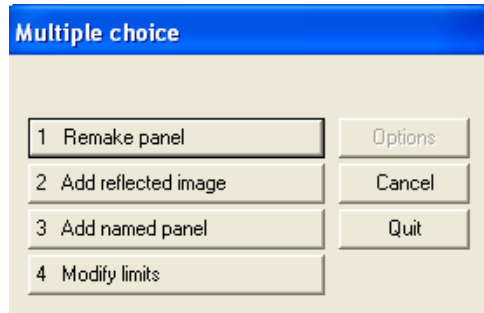 Multiple choice
1 Remake panel
Options
2 Add reflected image
Cancel
3 Add named panel
Quit
4 Modify limits